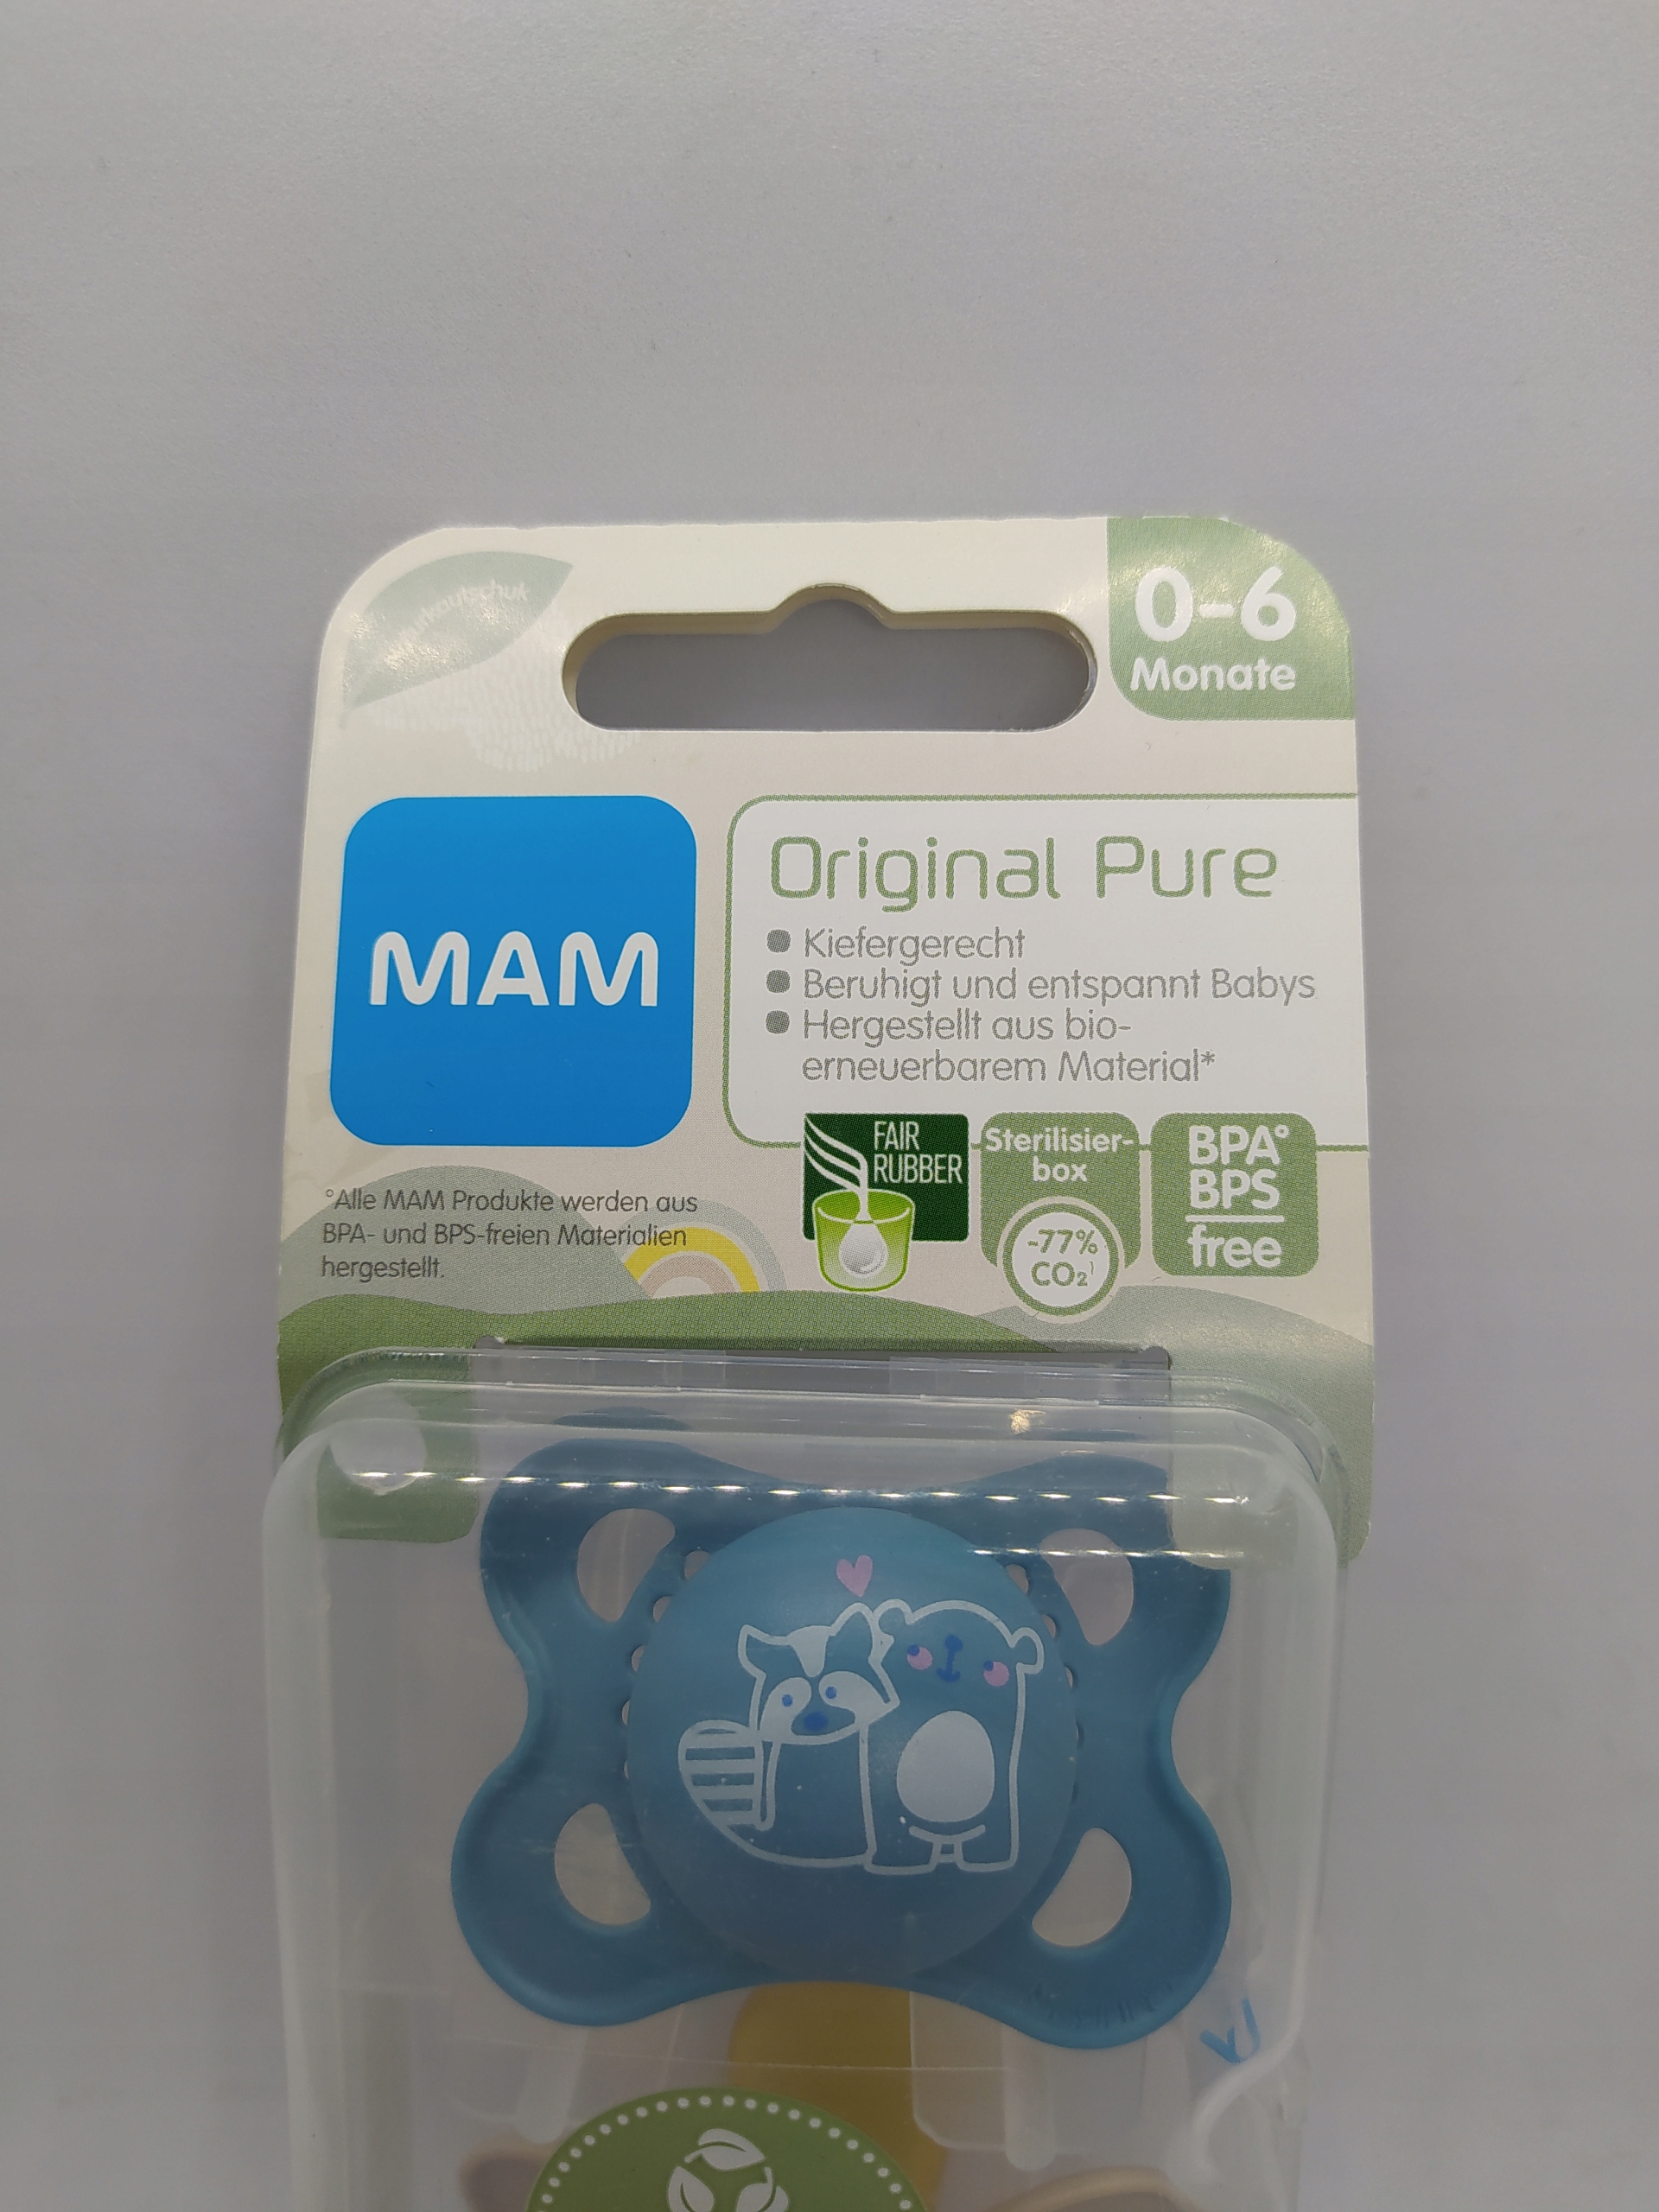 0-6
Monate
MAM
Original Pure
Kiefergerecht
Beruhigt und entspannt Babys
Hergestellt aus bio-
erneuerbarem Material*
FAIR
RUBBER
Sterilisier-
box
-77%
CO₂¹⁾
BPA°
BPS
free
°Alle MAM Produkte werden aus
BPA- und BPS-freien Materialien
hergestellt.